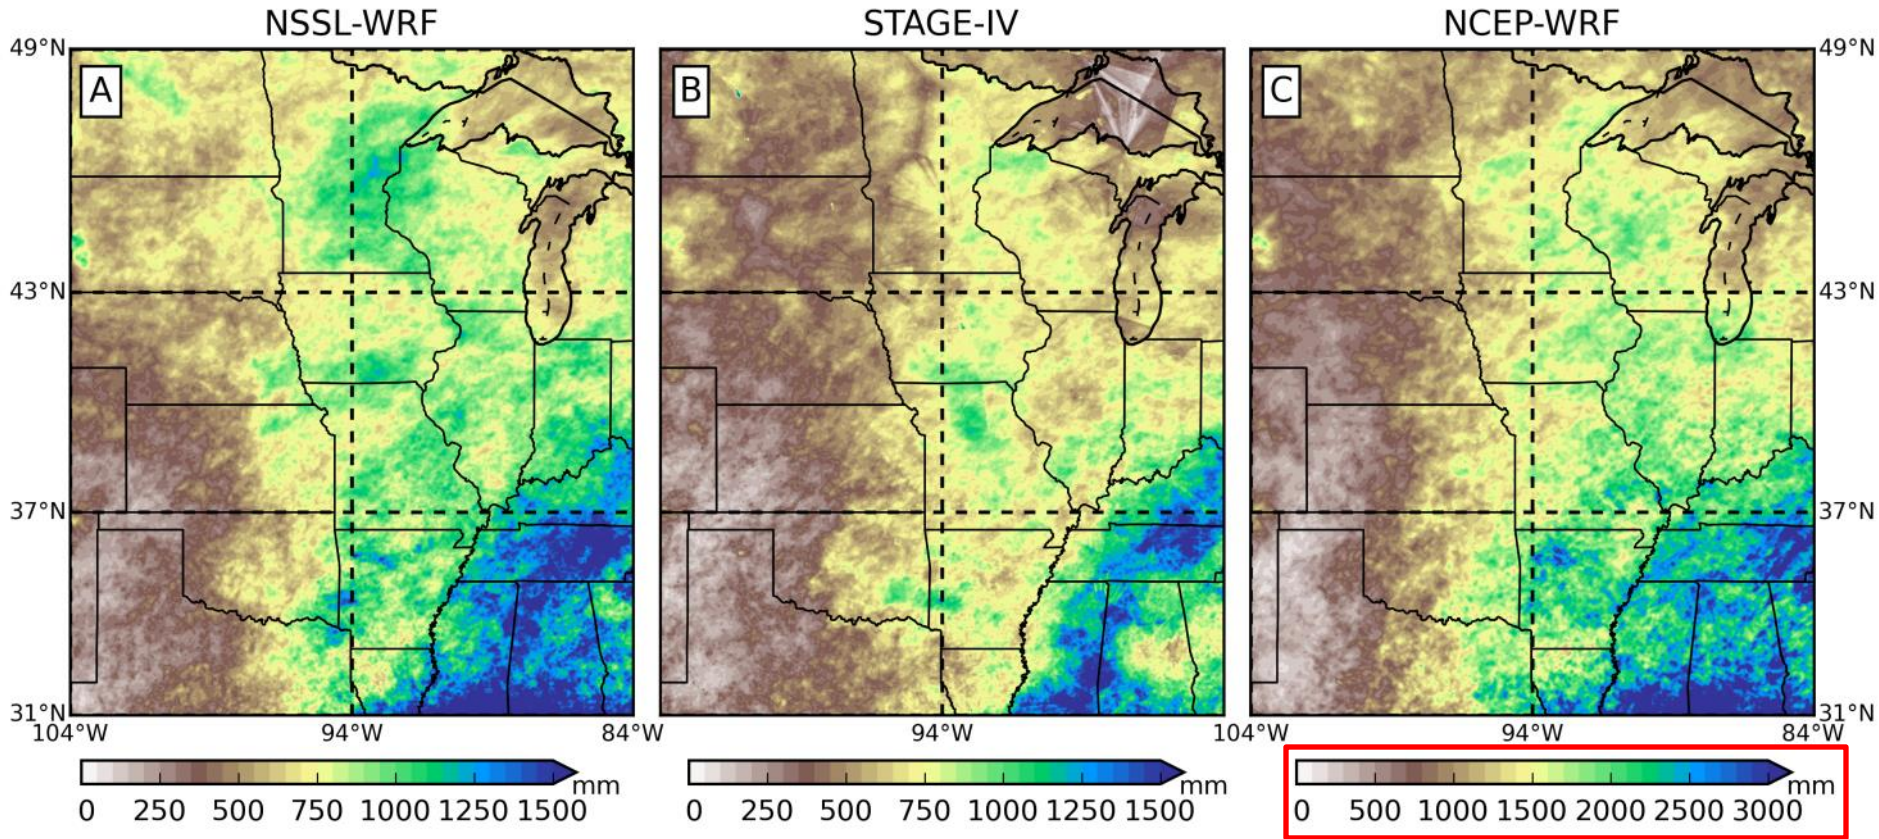 NSSL-WRF STAGE-IV NCEP-WRF
49°N 49°N
A B C
43°N 43°N
37°N 37°N
31°N 31°N
104°W 94°W 84°W 94°W 104°W 94°W 84°W
mm mm mm
0 250 500 750 1000 1250 1500 0 250 500 750 1000 1250 1500 0 500 1000 1500 2000 2500 3000